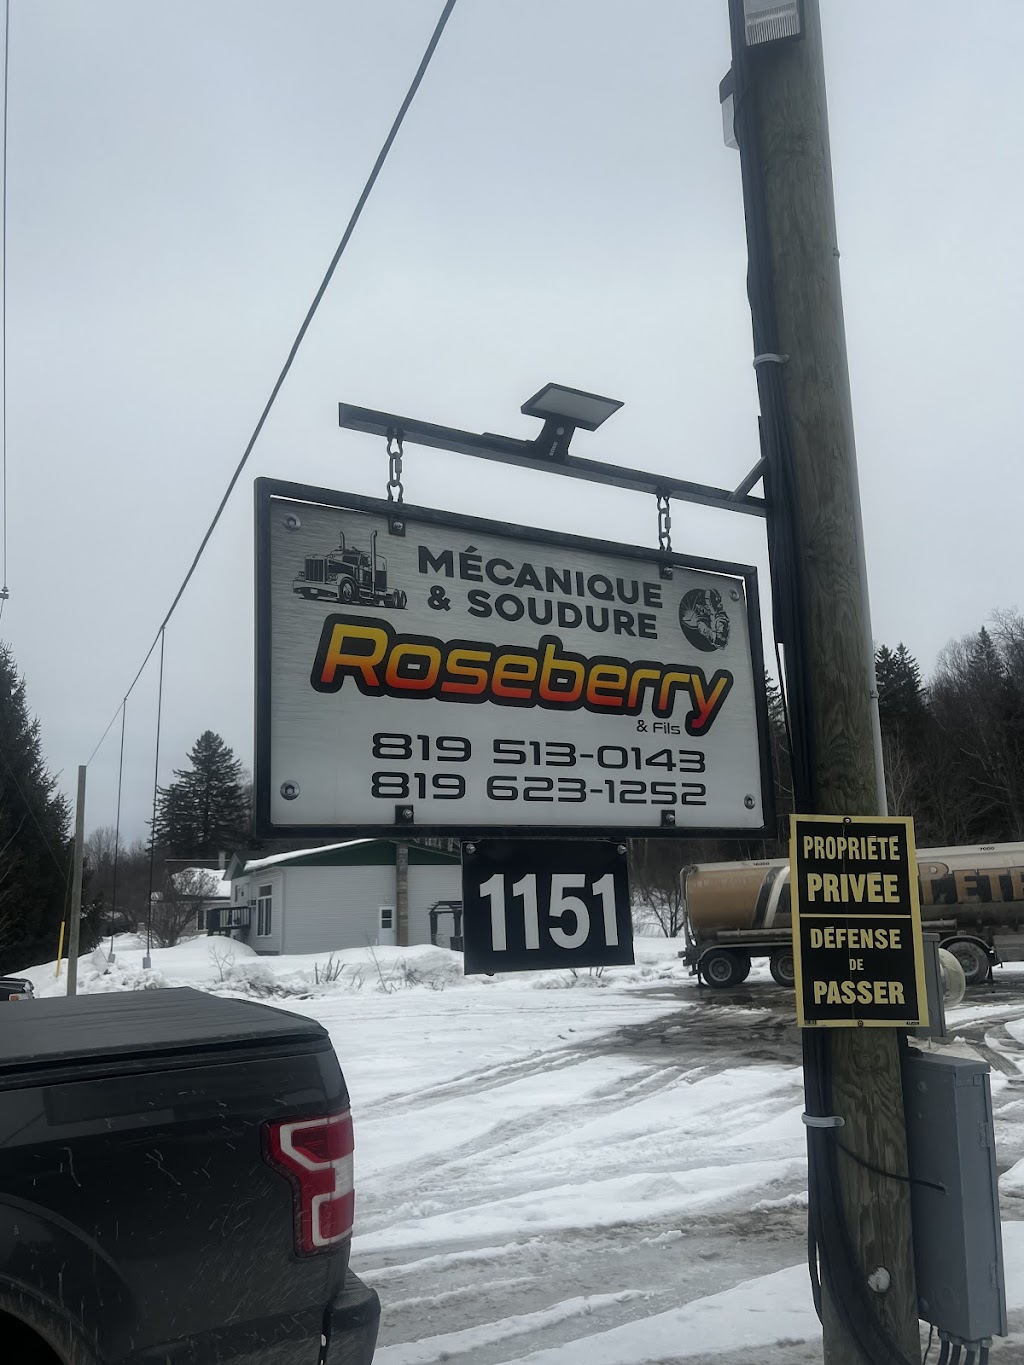 MÉCANIQUE
& SOUDURE
Roseberry
& Fils
819 513-0143
819 623-1252
1151
PROPRIÉTÉ
PRIVÉE
DÉFENSE
DE
PASSER